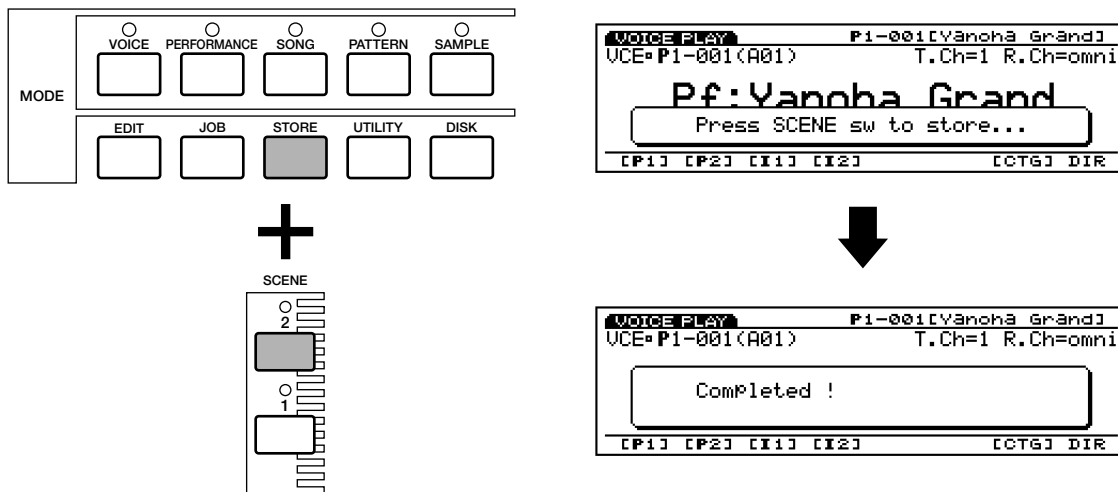 VOICE PERFORMANCE SONG PATTERN SAMPLE
MODE
EDIT JOB STORE UTILITY DISK
SCENE
2
1
VOICE PLAY P1-001[Yanoha Grand]
VCE P1-001(A01) T.Ch=1 R.Ch=omni
Pf:Yanoha Grand
Press SCENE sw to store...
[P1] [P2] [I1] [I2] [CTG] DIR
VOICE PLAY P1-001[Yanoha Grand]
VCE P1-001(A01) T.Ch=1 R.Ch=omni
Completed !
[P1] [P2] [I1] [I2] [CTG] DIR